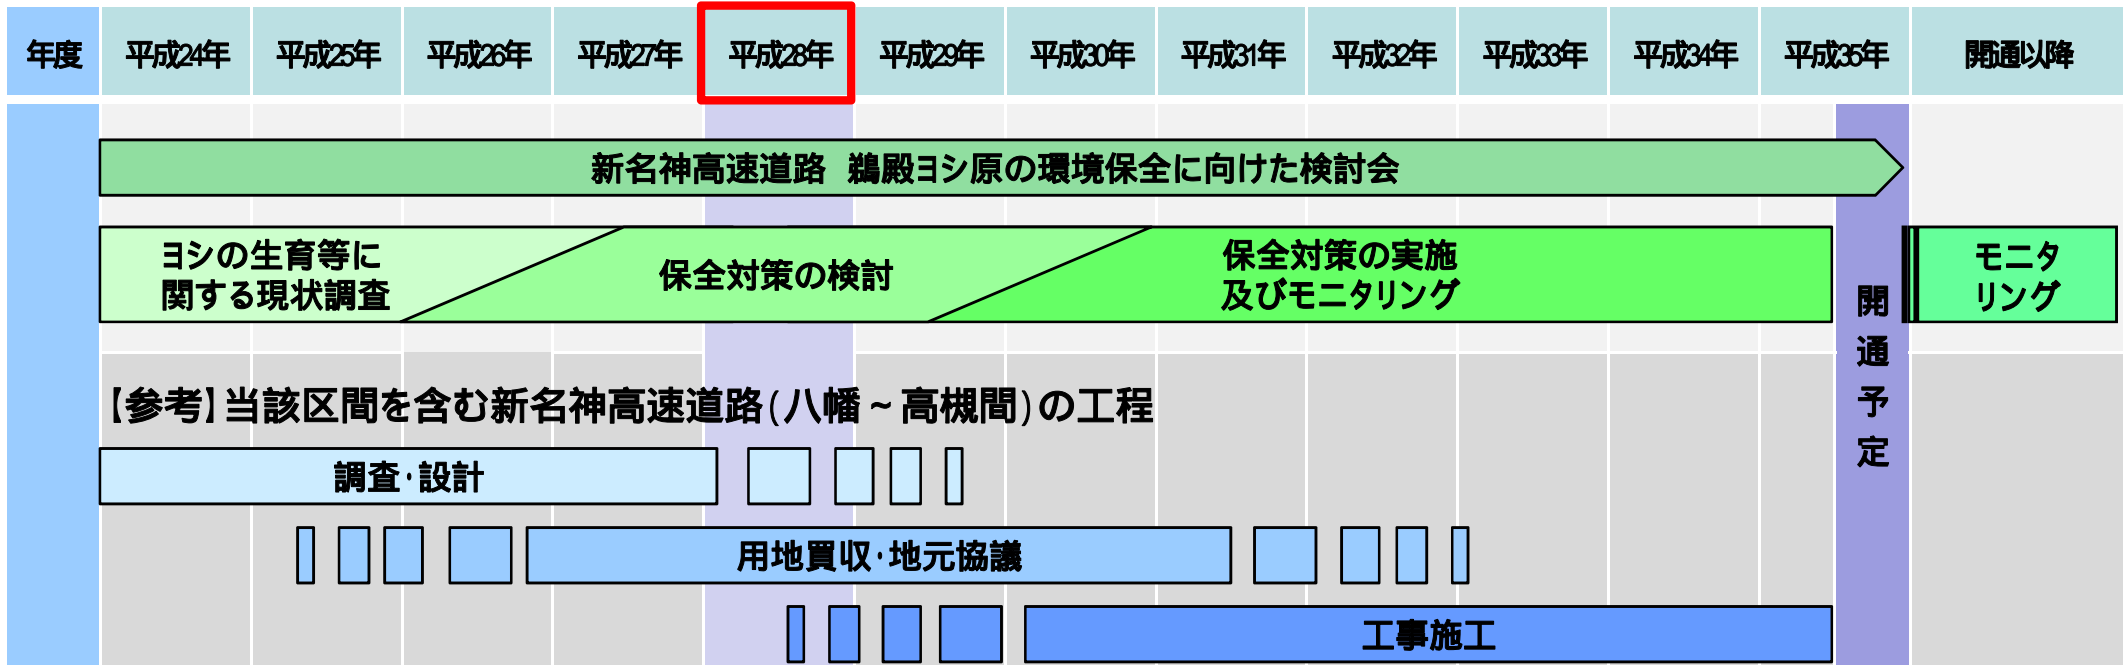 年度 平成24年 平成25年 平成26年 平成27年 平成28年 平成29年 平成30年 平成31年 平成32年 平成33年 平成34年 平成35年 開通以降
新名神高速道路　鵜殿ヨシ原の環境保全に向けた検討会
ヨシの生育等に
関する現状調査
保全対策の検討
保全対策の実施
及びモニタリング
モニタ
リング
開通予定
【参考】当該区間を含む新名神高速道路(八幡~高槻間)の工程
調査・設計
用地買収・地元協議
工事施工